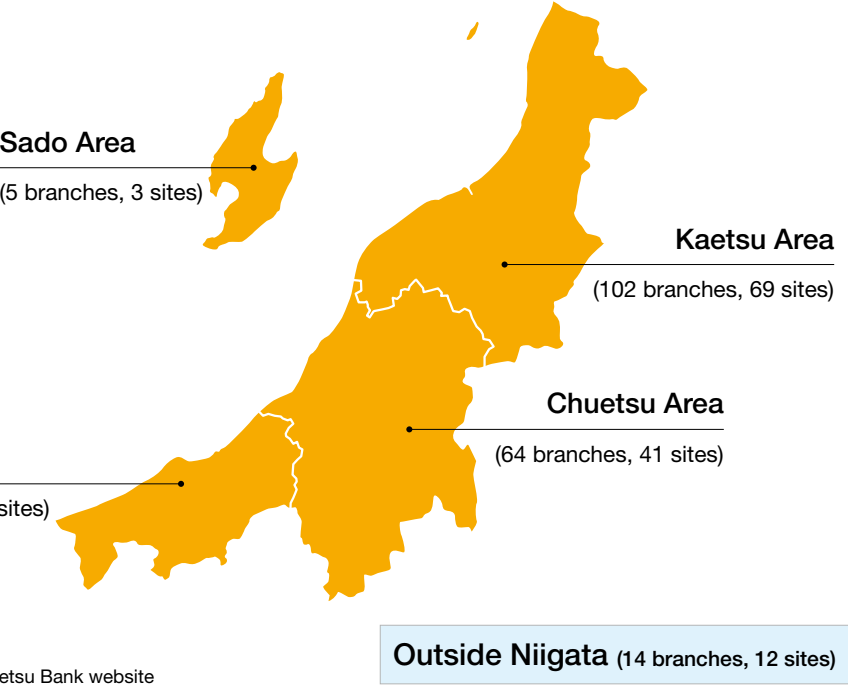 Sado Area
(5 branches, 3 sites)
Kaetsu Area
(102 branches, 69 sites)
Chuetsu Area
(64 branches, 41 sites)
sites)
Outside Niigata (14 branches, 12 sites)
etsu Bank website